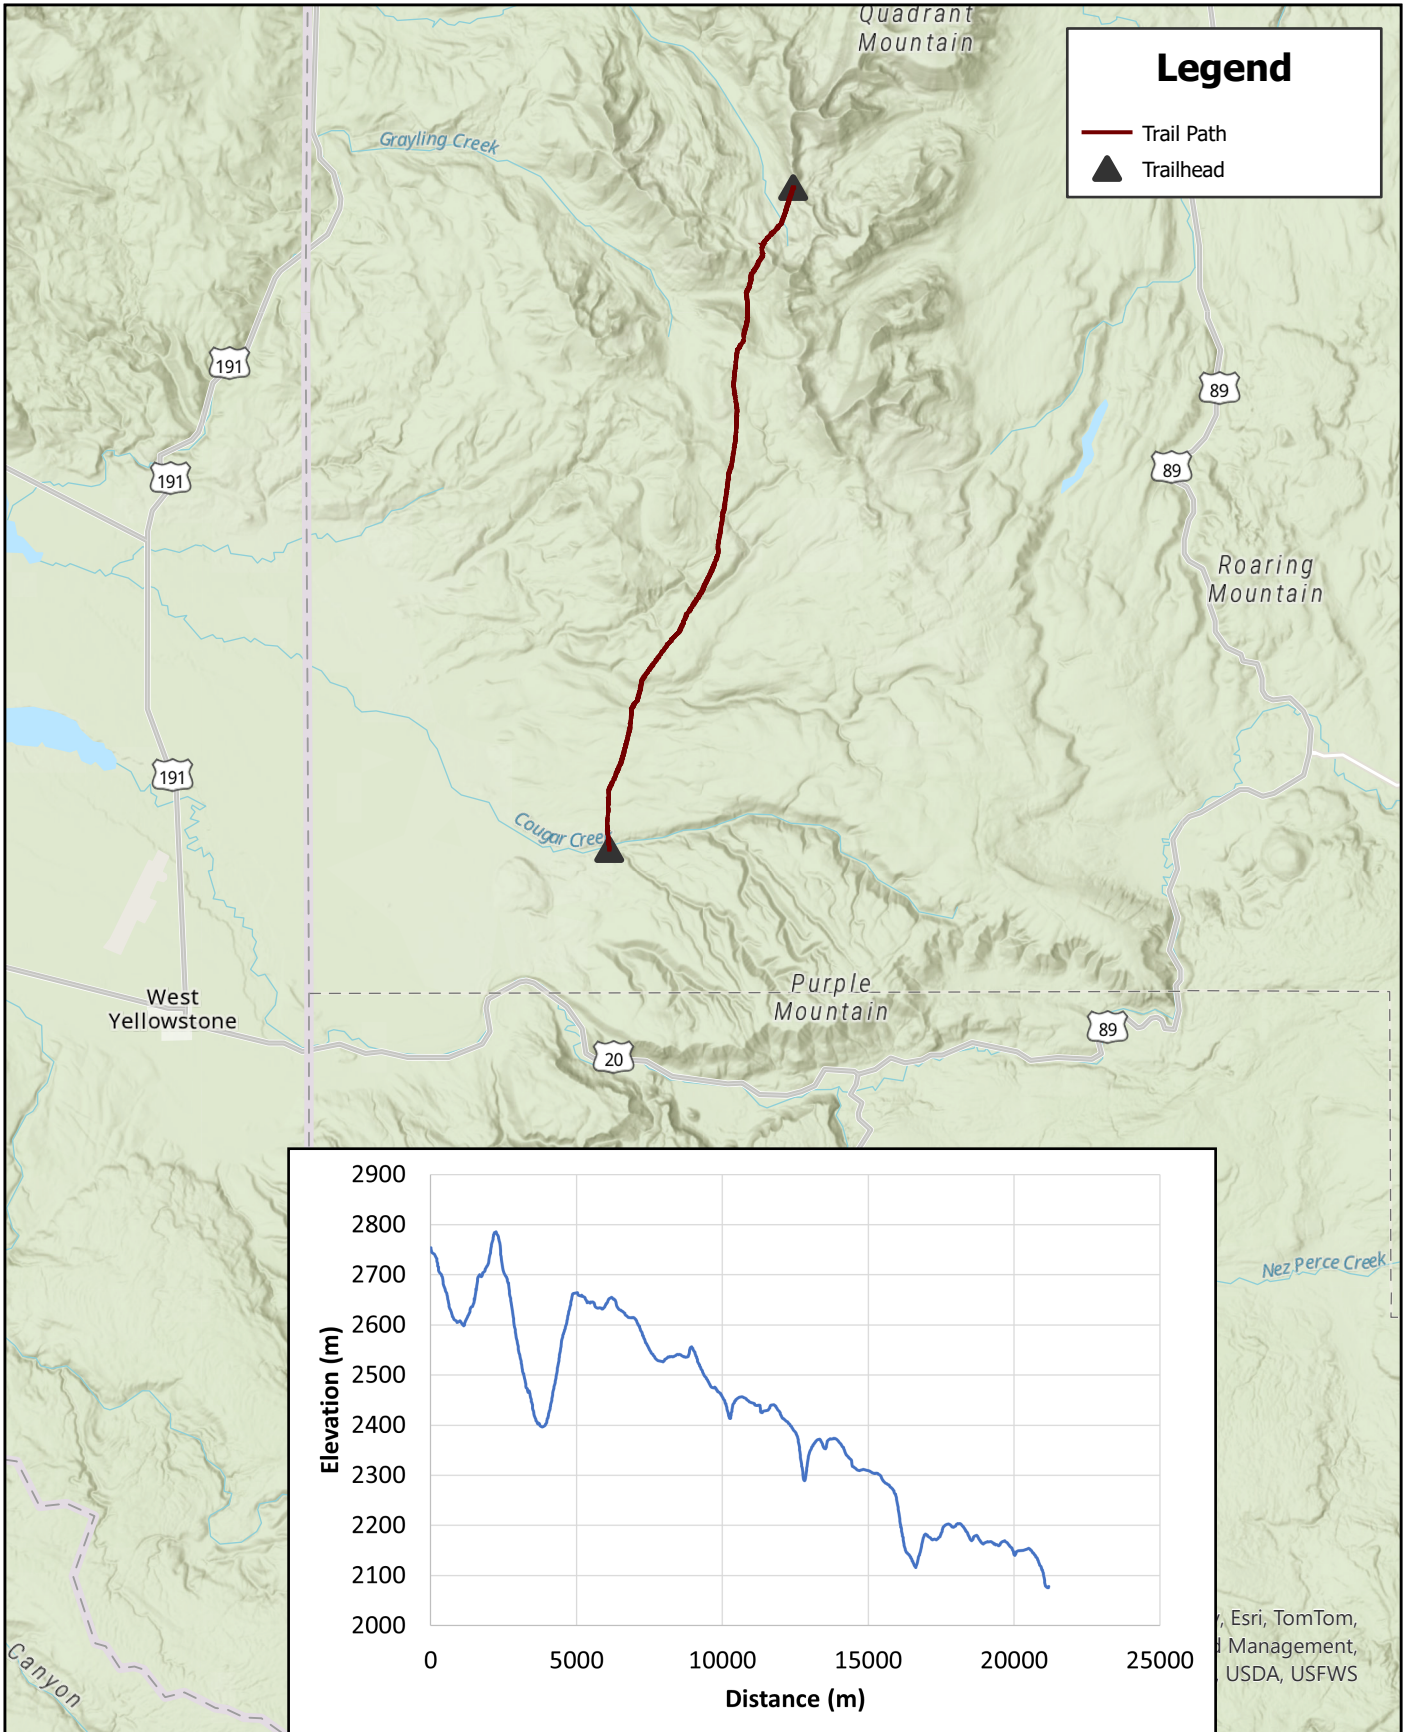 Quadrant
Mountain
Legend
Trail Path
Trailhead
Grayling Creek
191
89
191
89
Roaring
Mountain
191
Cougar Cree
Purple
Mountain
West
Yellowstone
89
20
Nez Perce Creek
2900
2800
2700
2600
2500
2400
2300
2200
2100
2000
Elevation (m)
0 5000 10000 15000 20000 25000
Distance (m)
, Esri, TomTom,
d Management,
, USDA, USFWS
Canyon